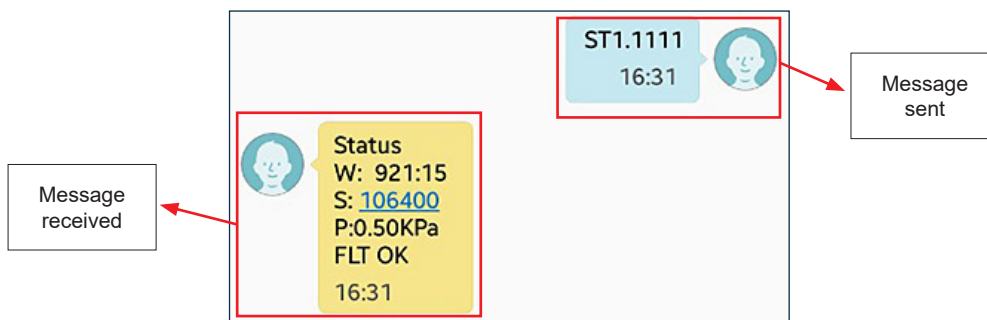 ST1.1111
16:31
Message
sent
Status
W: 921:15
S: 106400
P:0.50KPa
FLT OK
16:31
Message
received